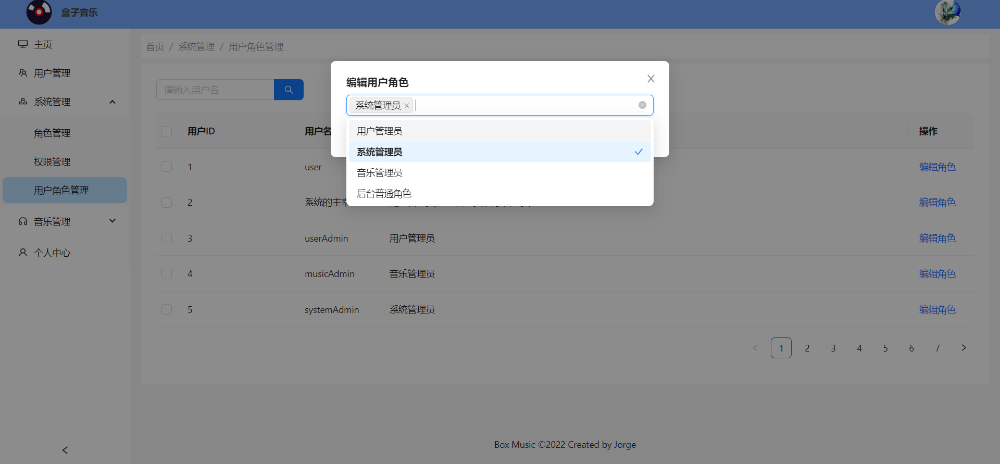 盒子音乐
主页
用户管理
系统管理
角色管理
权限管理
用户角色管理
音乐管理
个人中心
首页 / 系统管理 / 用户角色管理
请输入用户名
编辑用户角色
系统管理员
用户管理员
系统管理员
音乐管理员
后台普通角色
用户ID 用户名 操作
1 user 编辑角色
2 系统的主宰 编辑角色
3 userAdmin 用户管理员 编辑角色
4 musicAdmin 音乐管理员 编辑角色
5 systemAdmin 系统管理员 编辑角色
1 2 3 4 5 6 7
Box Music ©2022 Created by Jorge